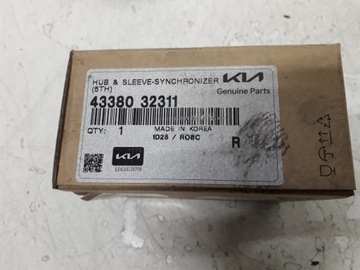 HUB & SLEEVE-SYNCHRONIZER KIA
(5TH) Genuine Parts
43380 32311
QTY: 1 MADE IN KOREA
1D25 / R08C R
KIA